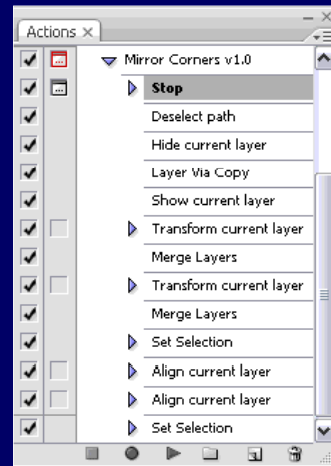 Actions ×
Mirror Corners v1.0
Stop
Deselect path
Hide current layer
Layer Via Copy
Show current layer
Transform current layer
Merge Layers
Transform current layer
Merge Layers
Set Selection
Align current layer
Align current layer
Set Selection